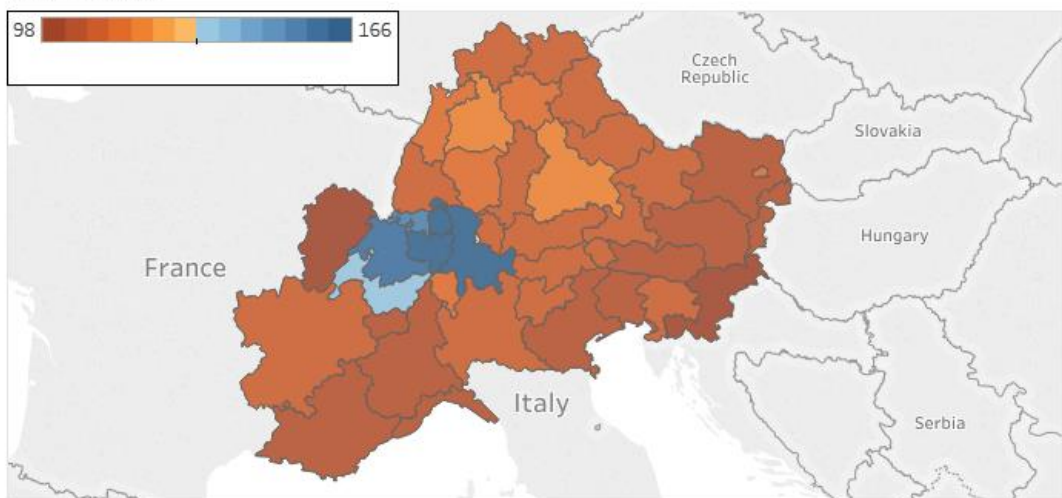 98 166
Czech
Republic
Slovakia
Hungary
France
Italy
Serbia